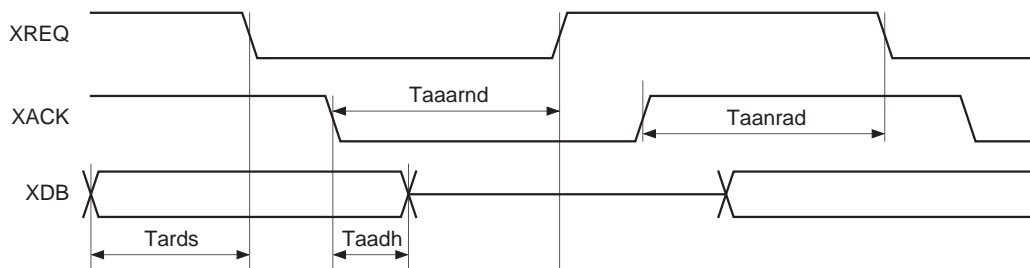 XREQ
XACK
Taaarnd
Taanrad
XDB
Tards
Taadh